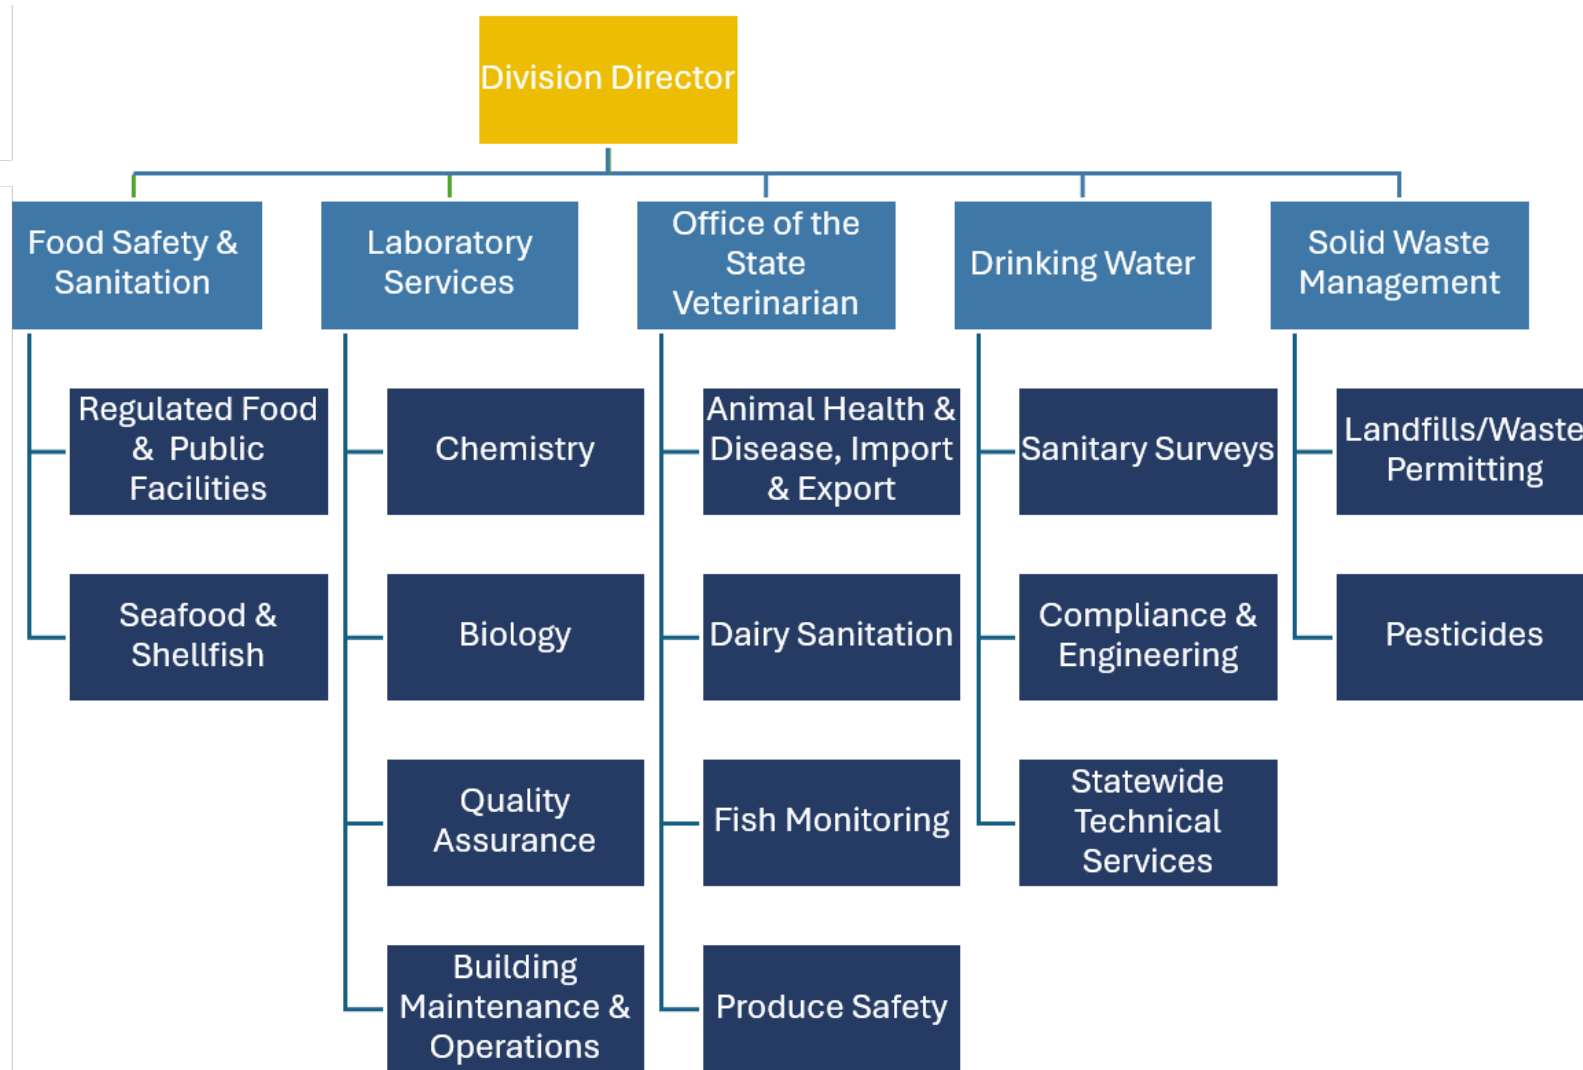 Division Director
Food Safety &
Sanitation
Laboratory
Services
Office of the
State
Veterinarian
Drinking Water
Solid Waste
Management
Regulated Food
& Public
Facilities
Seafood &
Shellfish
Chemistry
Biology
Quality
Assurance
Building
Maintenance &
Operations
Animal Health &
Disease, Import
& Export
Dairy Sanitation
Fish Monitoring
Produce Safety
Sanitary Surveys
Compliance &
Engineering
Statewide
Technical
Services
Landfills/Waste
Permitting
Pesticides